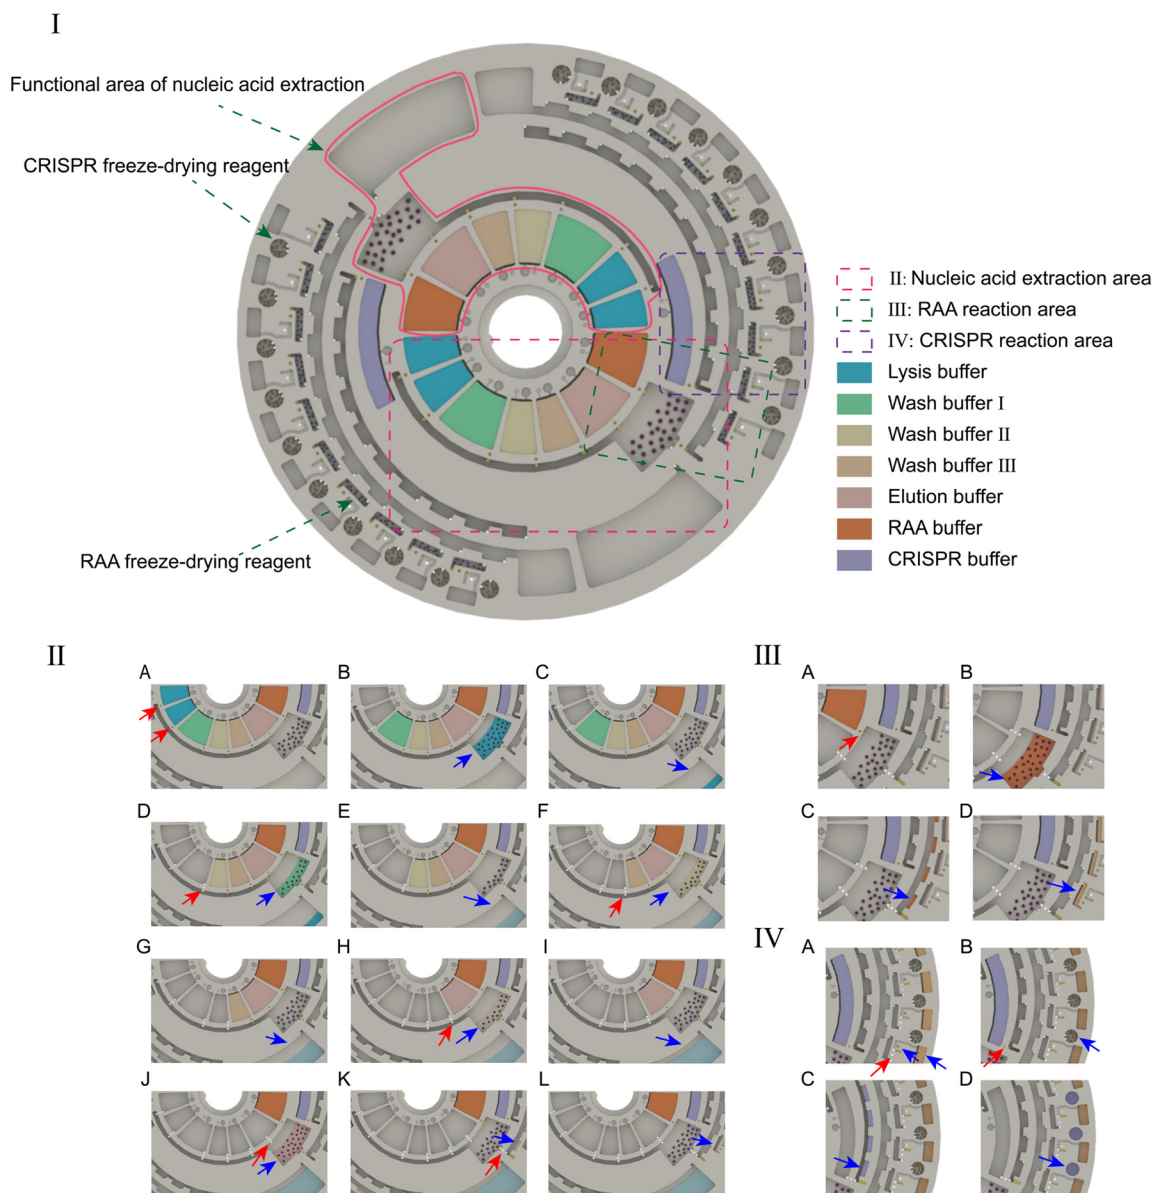 I
Functional area of nucleic acid extraction
CRISPR freeze-drying reagent
RAA freeze-drying reagent
II: Nucleic acid extraction area
III: RAA reaction area
IV: CRISPR reaction area
Lysis buffer
Wash buffer I
Wash buffer II
Wash buffer III
Elution buffer
RAA buffer
CRISPR buffer
II
A
B
C
D
E
F
G
H
I
J
K
L
III
A
B
C
D
IV
A
B
C
D